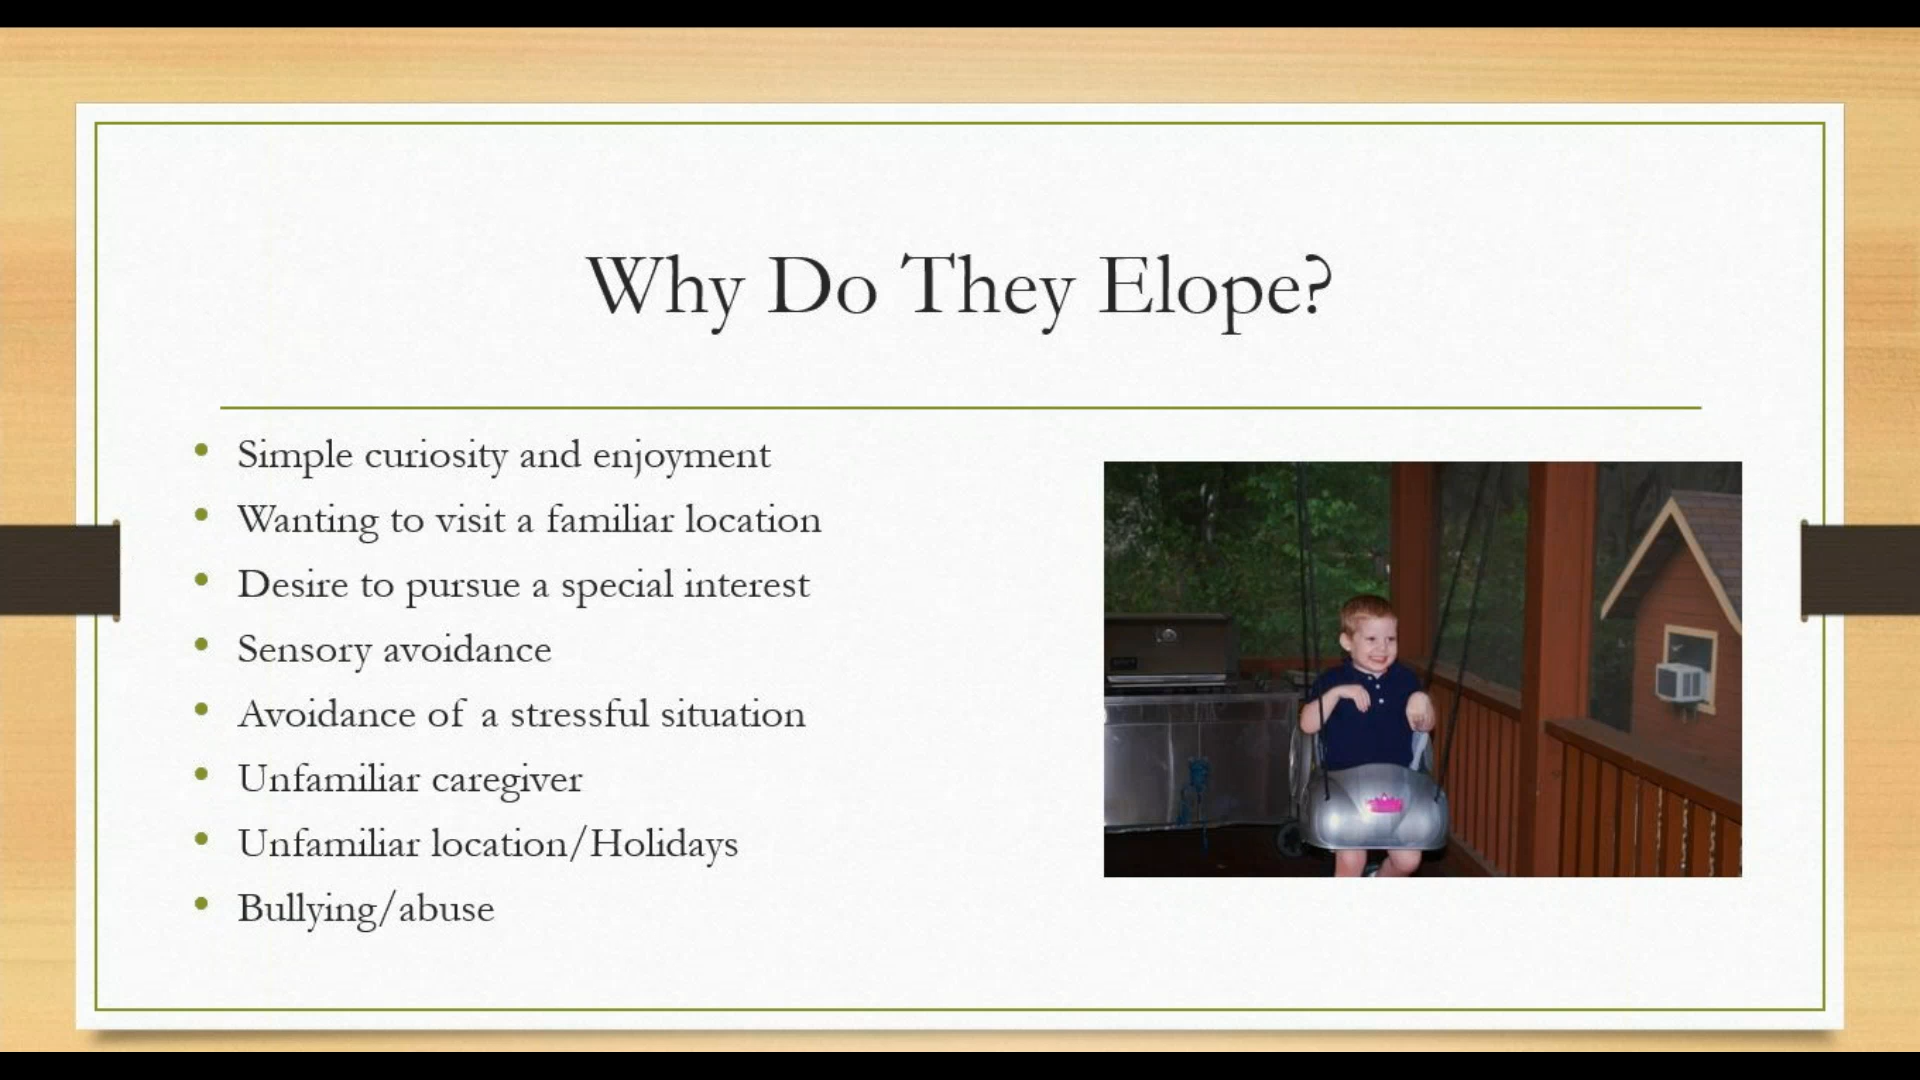 Why Do They Elope?
Simple curiosity and enjoyment
Wanting to visit a familiar location
Desire to pursue a special interest
Sensory avoidance
Avoidance of a stressful situation
Unfamiliar caregiver
Unfamiliar location/Holidays
Bullying/abuse